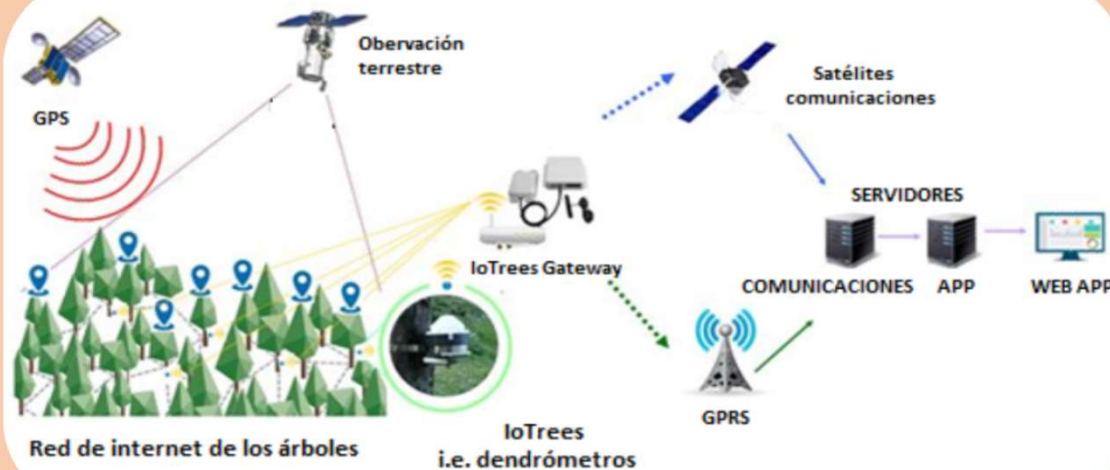 Obervación
terrestre
GPS
Satélites
comunicaciones
SERVIDORES
IoTrees Gateway
COMUNICACIONES
APP
WEB APP
GPRS
Red de internet de los árboles
IoTrees
i.e. dendrómetros